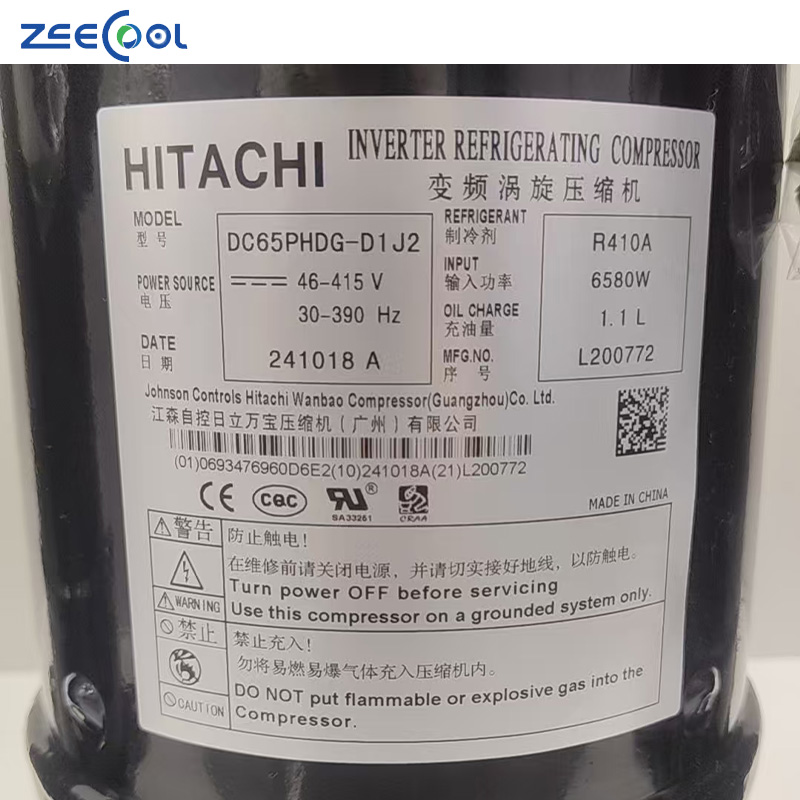 ZEECOOL
HITACHI
INVERTER REFRIGERATING COMPRESSOR
变频涡旋压缩机
MODEL
型号
DC65PHDG-D1J2
POWER SOURCE
电压
46-415 V
30-390 Hz
DATE
日期
241018 A
REFRIGERANT
制冷剂
R410A
INPUT
输入功率
6580W
OIL CHARGE
充油量
1.1 L
MFG.NO.
序号
L200772
Johnson Controls Hitachi Wanbao Compressor(Guangzhou)Co. Ltd.
江森自控日立万宝压缩机(广州)有限公司
(01)0693476960D6E2(10)241018A(21)L200772
CE
CQC
RU®
SA33251
CRAA
MADE IN CHINA
警告
防止触电!
在维修前请关闭电源，并请切实接好地线，以防触电。
Turn power OFF before servicing
WARNING
Use this compressor on a grounded system only.
禁止
禁止充入!
勿将易燃易爆气体充入压缩机内。
DO NOT put flammable or explosive gas into the
CAUTION
Compressor.